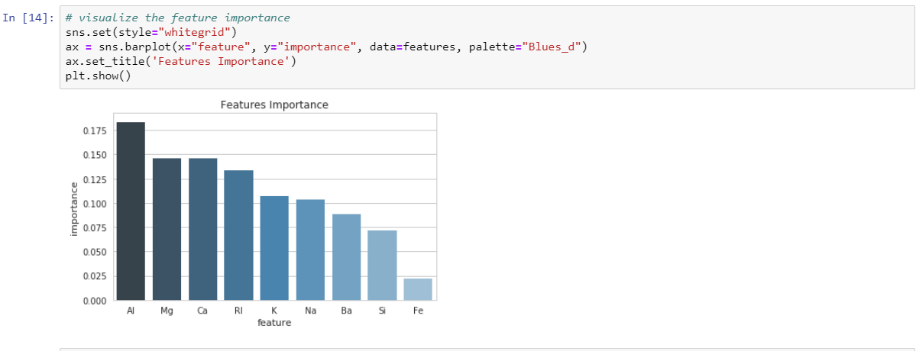 In [14]: # visualize the feature importance
sns.set(style="whitegrid")
ax = sns.barplot(x="feature", y="importance", data=features, palette="Blues_d")
ax.set_title('Features Importance')
plt.show()
Features Importance
0.175
0.150
0.125
0.100
0.075
0.050
0.025
0.000
importance
Al Mg Ca RI K Na Ba Si Fe
feature